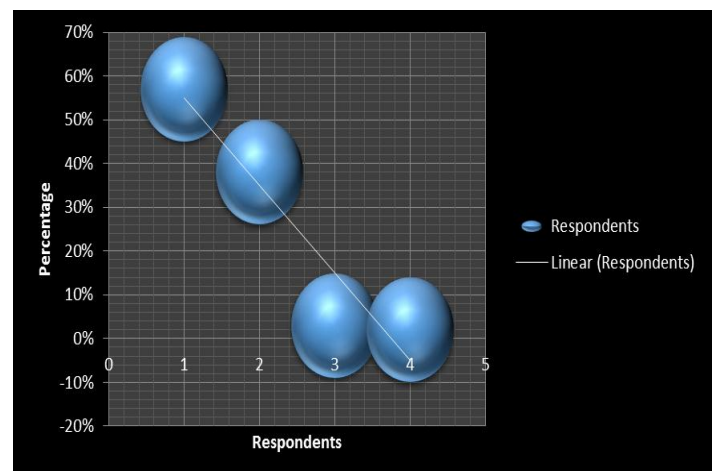 70%
60%
50%
40%
30%
20%
10%
0%
-10%
-20%
0 1 2 3 4 5
Percentage
Respondents
Respondents
Linear (Respondents)